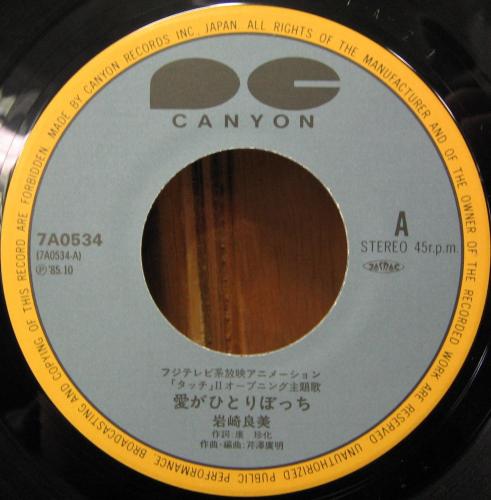 MADE BY CANYON RECORDS INC, JAPAN. ALL RIGHTS OF THE MANUFACTURER AND OF THE OWNER OF THE RECORDED WORK ARE RESERVED UNAUTHORIZED PUBLIC PERFORMANCE, BROADCASTING AND COPYING OF THIS RECORD ARE FORBIDDEN.
CANYON
7A0534
(7A0534-A)
Ⓟ'85.10
A
STEREO 45r.p.m.
フジテレビ系放映アニメーション
「タッチ」IIオープニング主題歌
愛がひとりぼっち
岩崎良美
作詞:康 珍化
作曲・編曲:芹澤廣明